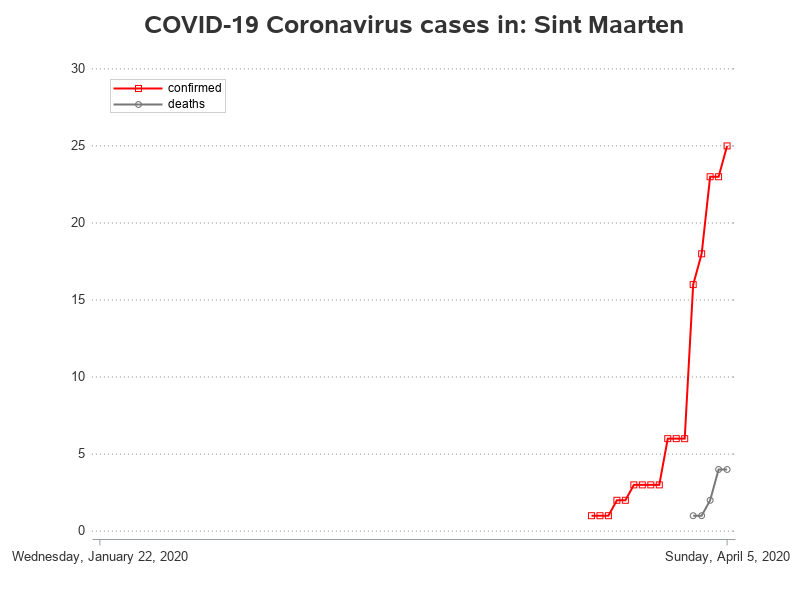 COVID-19 Coronavirus cases in: Sint Maarten
30
confirmed
deaths
25
20
15
10
5
0
Wednesday, January 22, 2020
Sunday, April 5, 2020